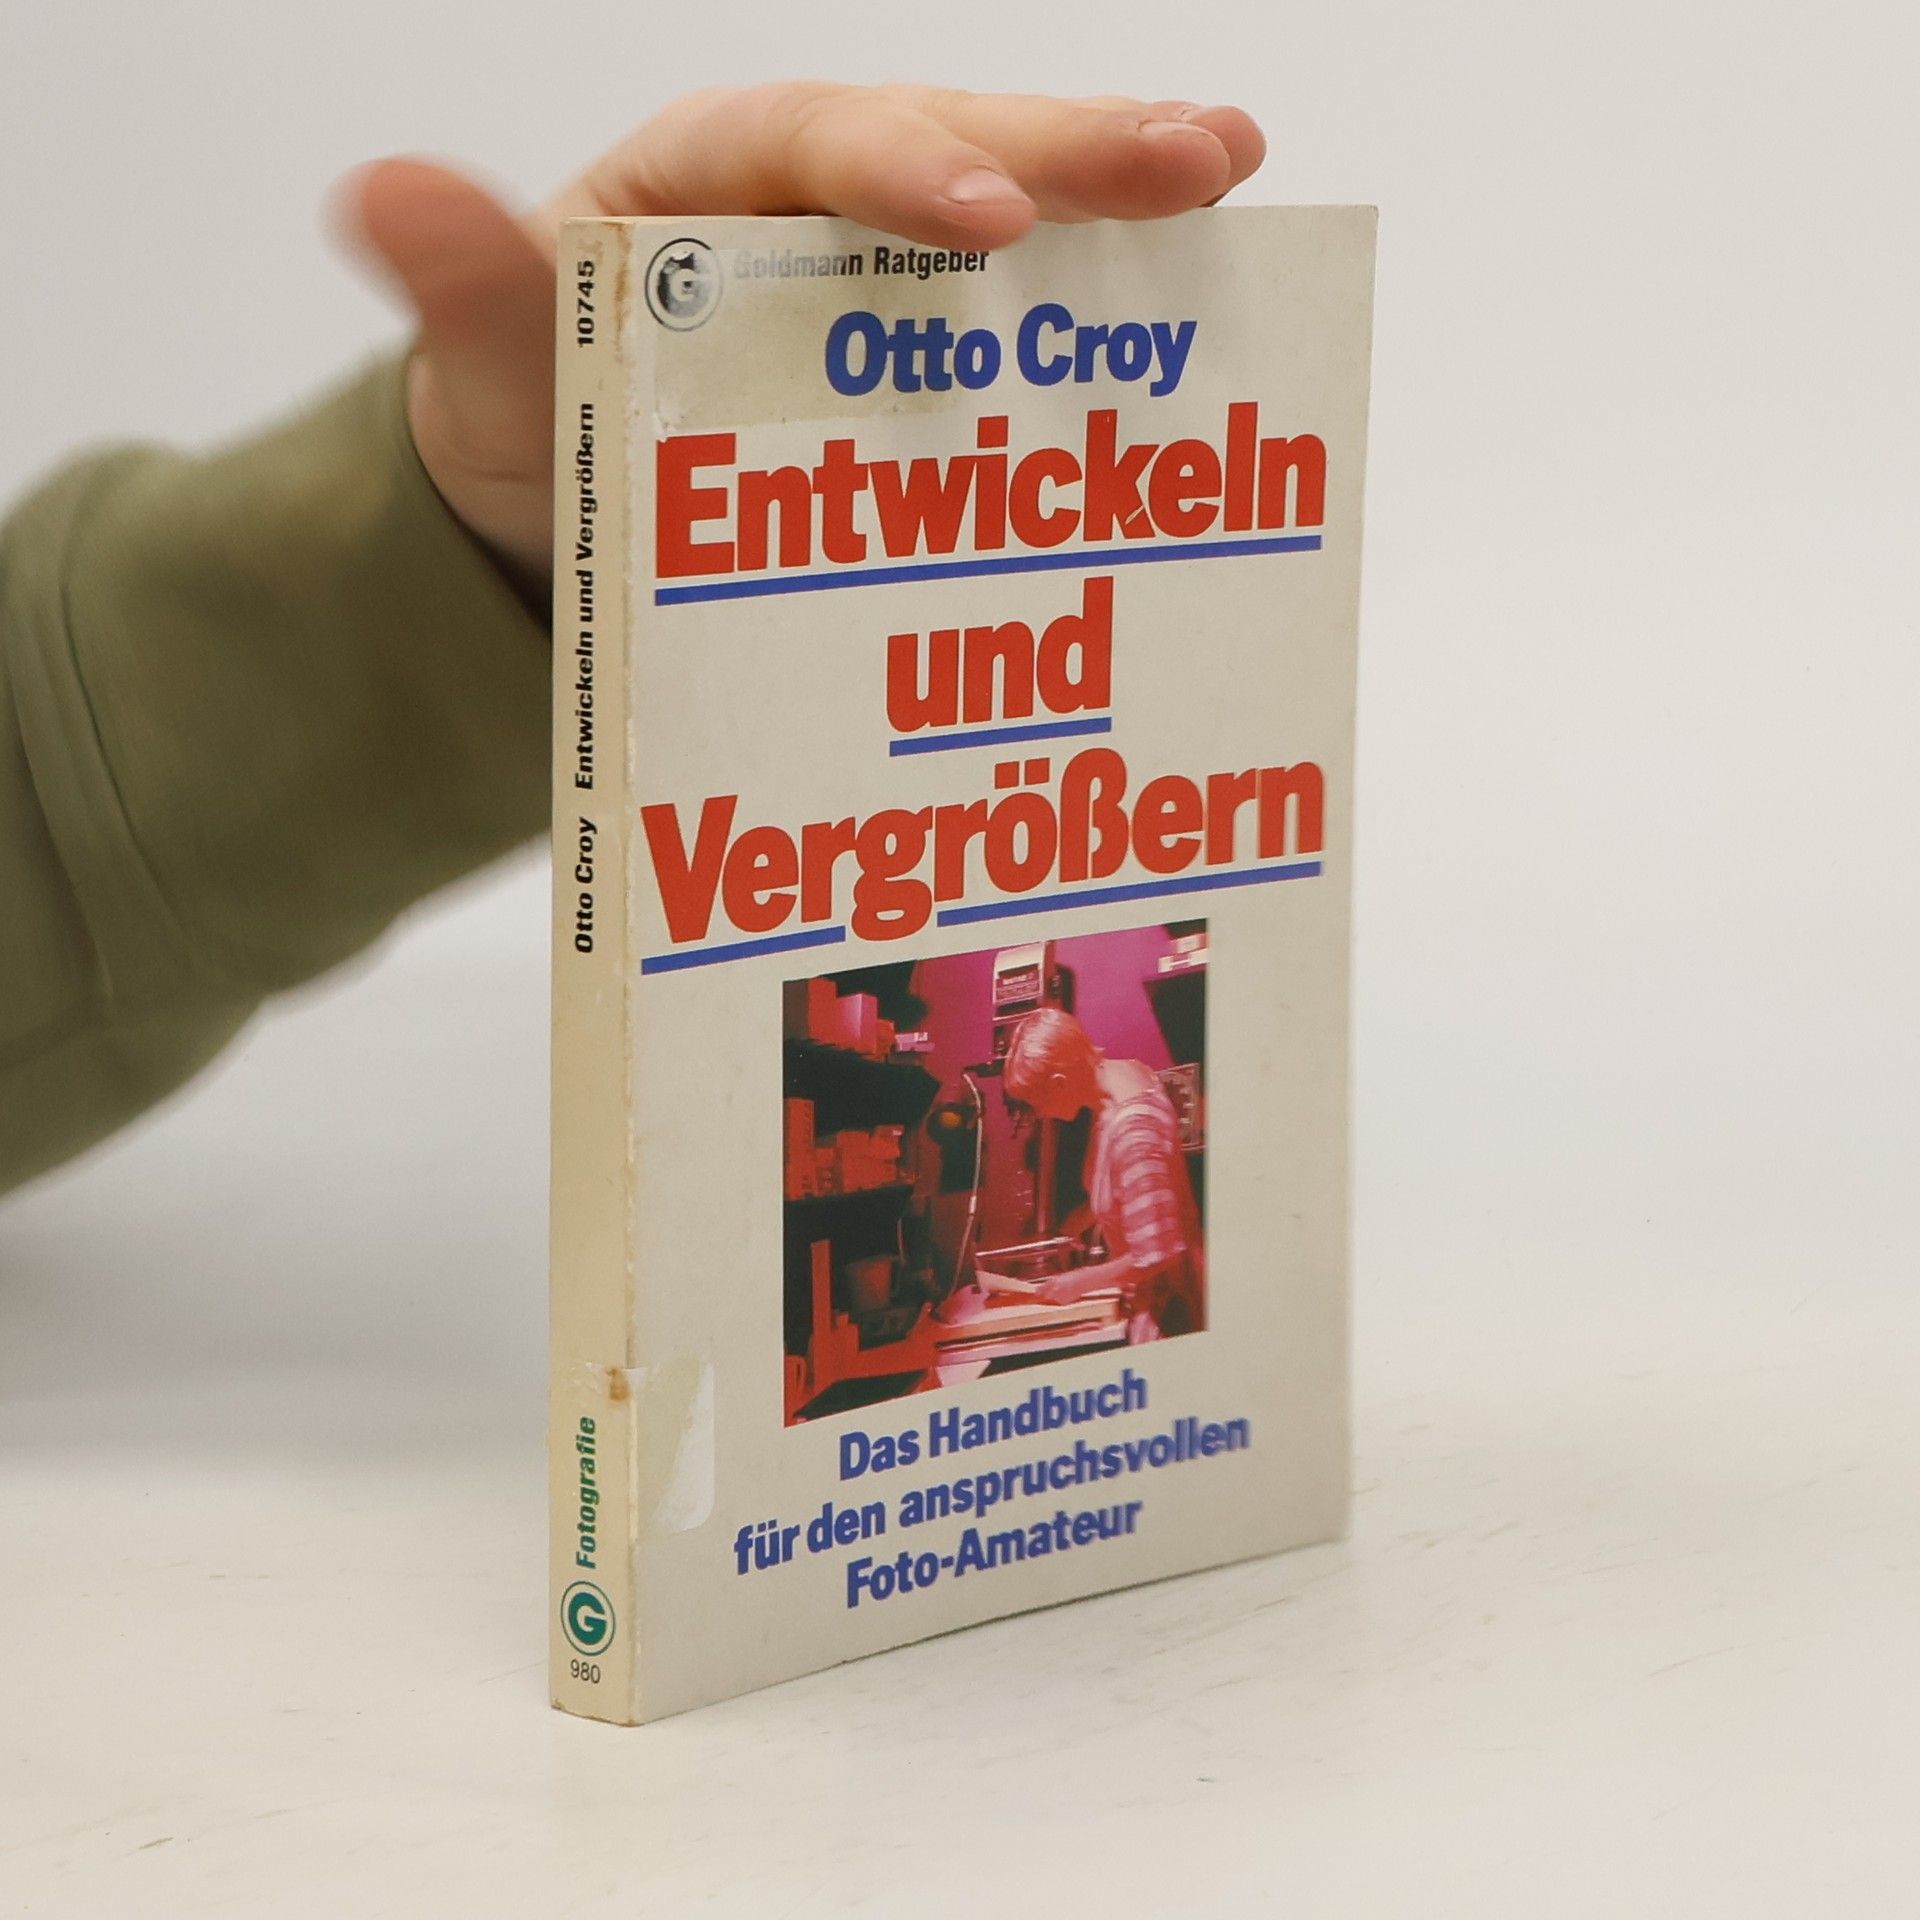 Goldmann Ratgeber
Otto Croy
Entwickeln
und
Vergrößern
Das Handbuch
für den anspruchsvollen
Foto-Amateur
Otto Croy Entwickeln und Vergrößern 10745
G Fotografie
980